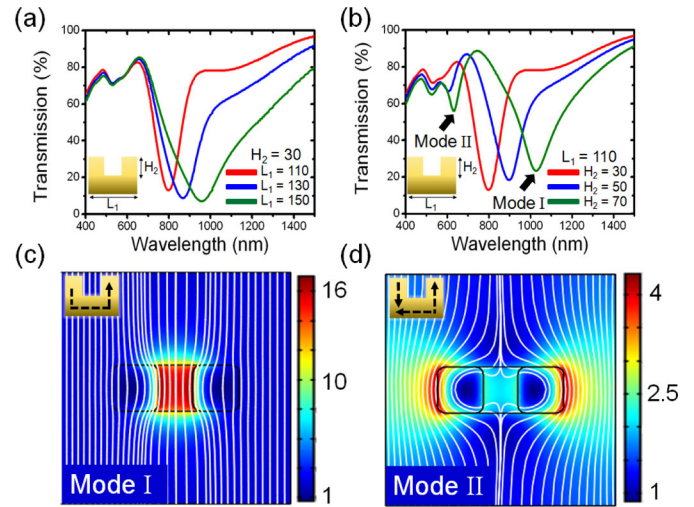 (a)
Transmission (%)
100
80
60
40
20
0
H₂
L₁
H₂ = 30
L₁ = 110
L₁ = 130
L₁ = 150
400 600 800 1000 1200 1400
Wavelength (nm)
(b)
Transmission (%)
100
80
60
40
20
0
Mode Ⅱ
Mode Ⅰ
H₂
L₁
L₁ = 110
H₂ = 30
H₂ = 50
H₂ = 70
400 600 800 1000 1200 1400
Wavelength (nm)
(c)
Mode Ⅰ
16
10
1
(d)
Mode Ⅱ
4
2.5
1